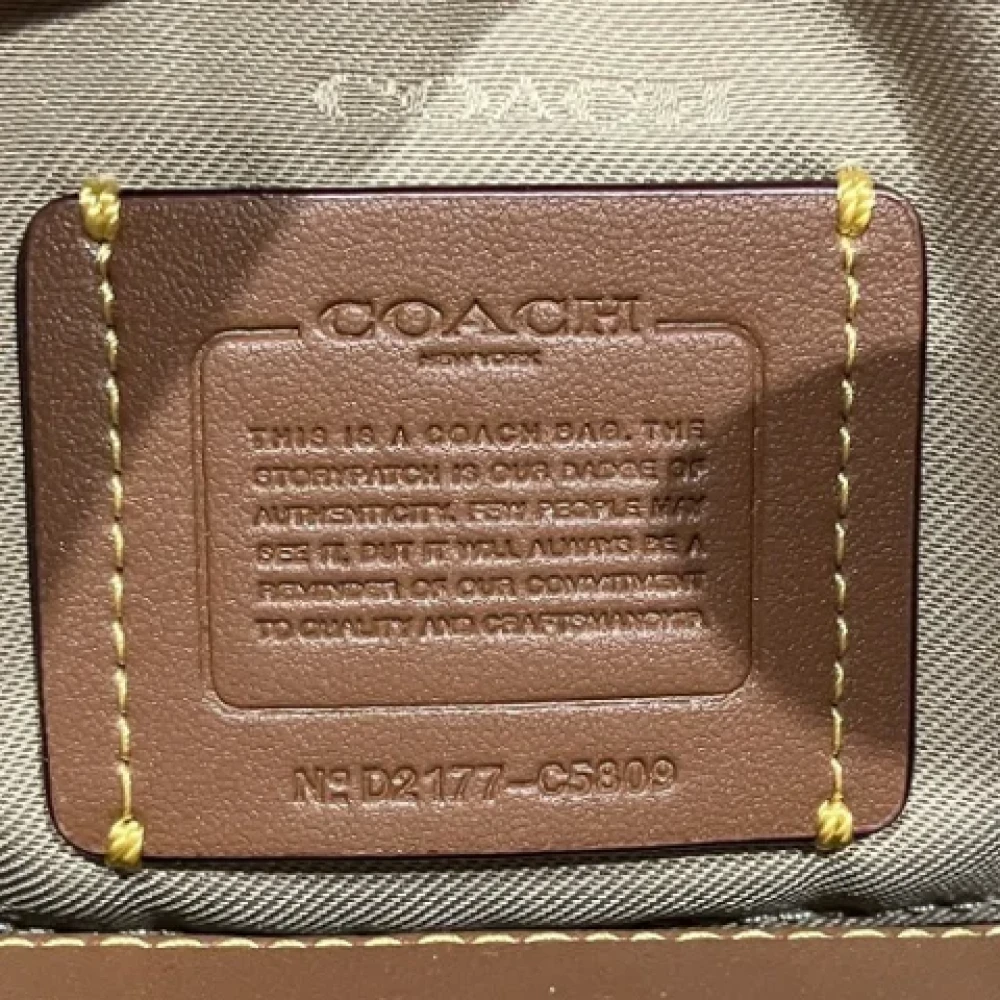 COACH
COACH
NEW YORK
THIS IS A COACH BAG. THE
STORYPATCH IS OUR BADGE OF
AUTHENTICITY. FEW PEOPLE MAY
SEE IT, BUT IT WILL ALWAYS BE A
REMINDER OF OUR COMMITMENT
TO QUALITY AND CRAFTSMANSHIP.
Nº D2177-C5809